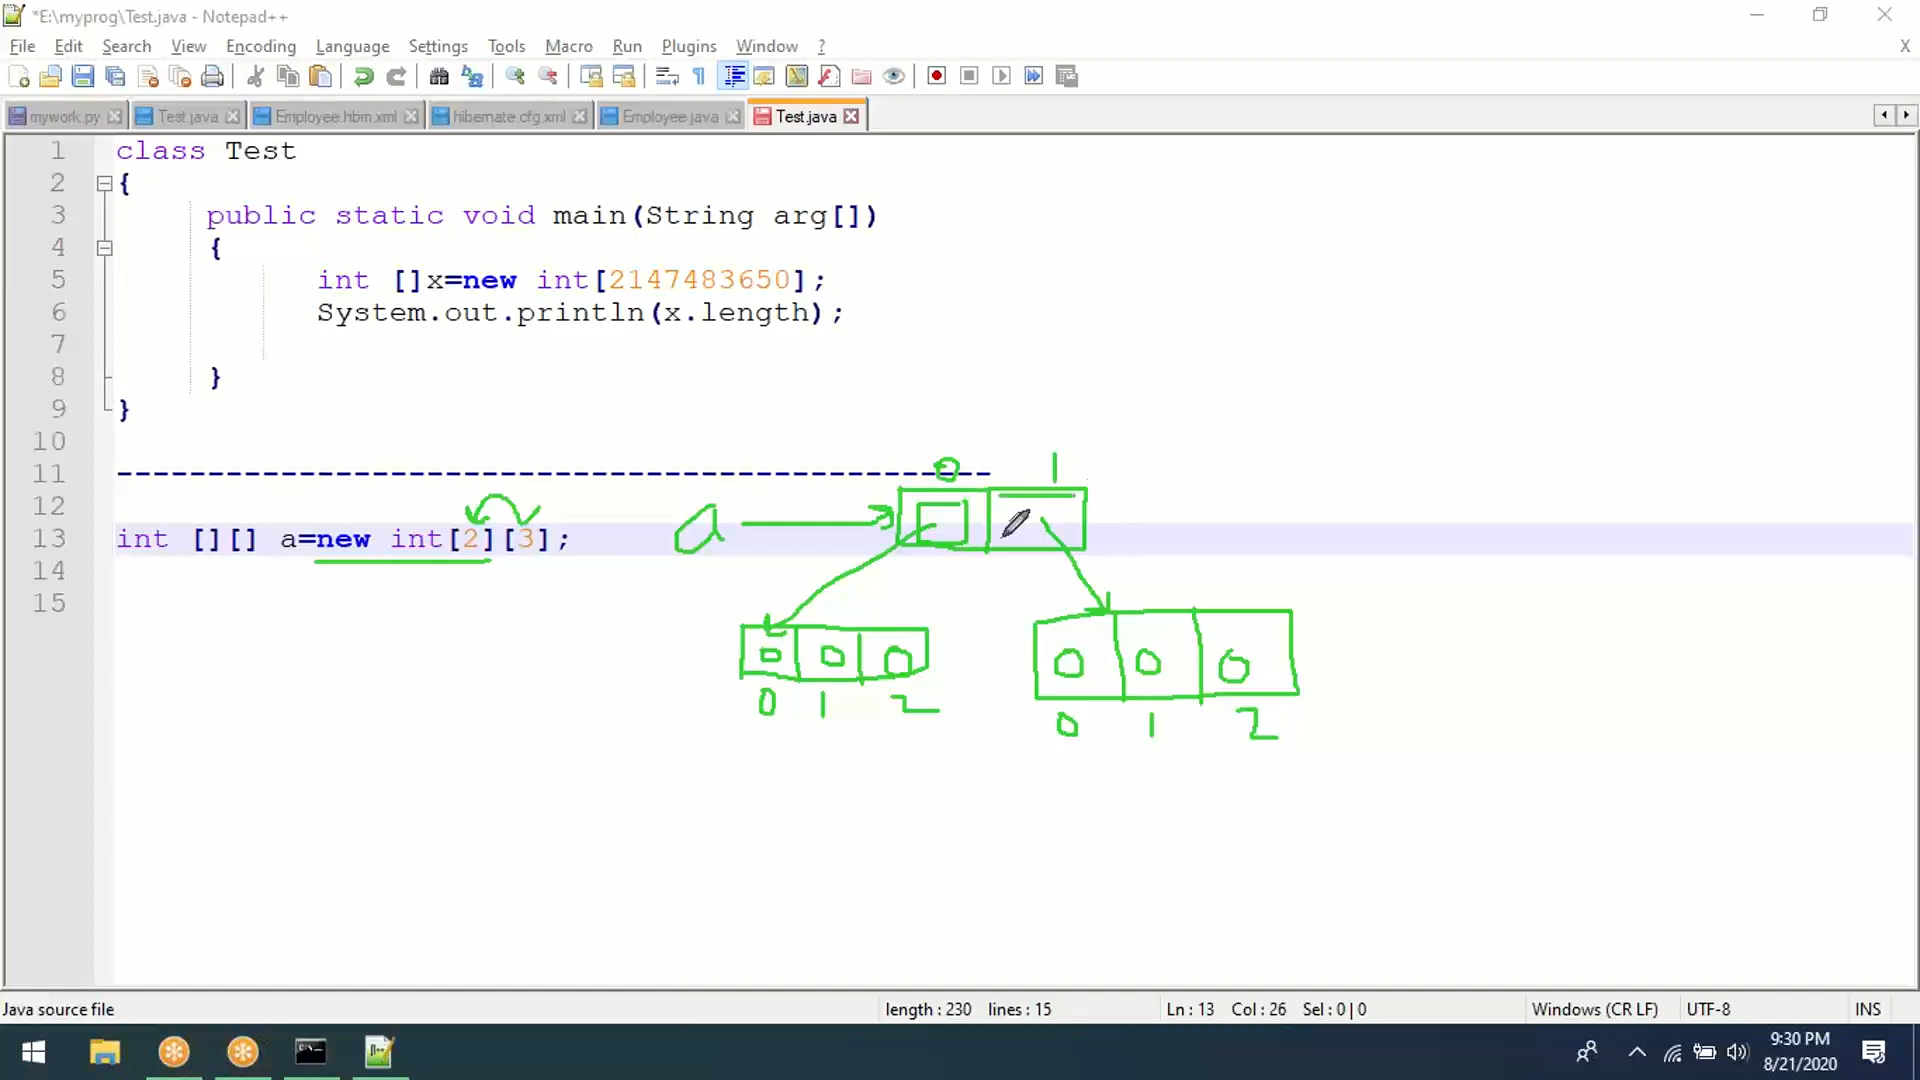 *E:\myprog\Test.java - Notepad++
File Edit Search View Encoding Language Settings Tools Macro Run Plugins Window ? X
mywork.py Test.java Employee.hbm.xml hibernate.cfg.xml Employee.java Test.java
1 class Test
2 {
3 public static void main(String arg[])
4 {
5 int []x=new int[2147483650];
6 System.out.println(x.length);
7
8 }
9 }
10
11 ------------------------------------------------
0 1
12
13 int [][] a=new int[2][3]; a
14
15
0 0 0 0 0 0
0 1 2 0 1 2
Java source file length : 230 lines : 15 Ln : 13 Col : 26 Sel : 0 | 0 Windows (CR LF) UTF-8 INS
9:30 PM
8/21/2020